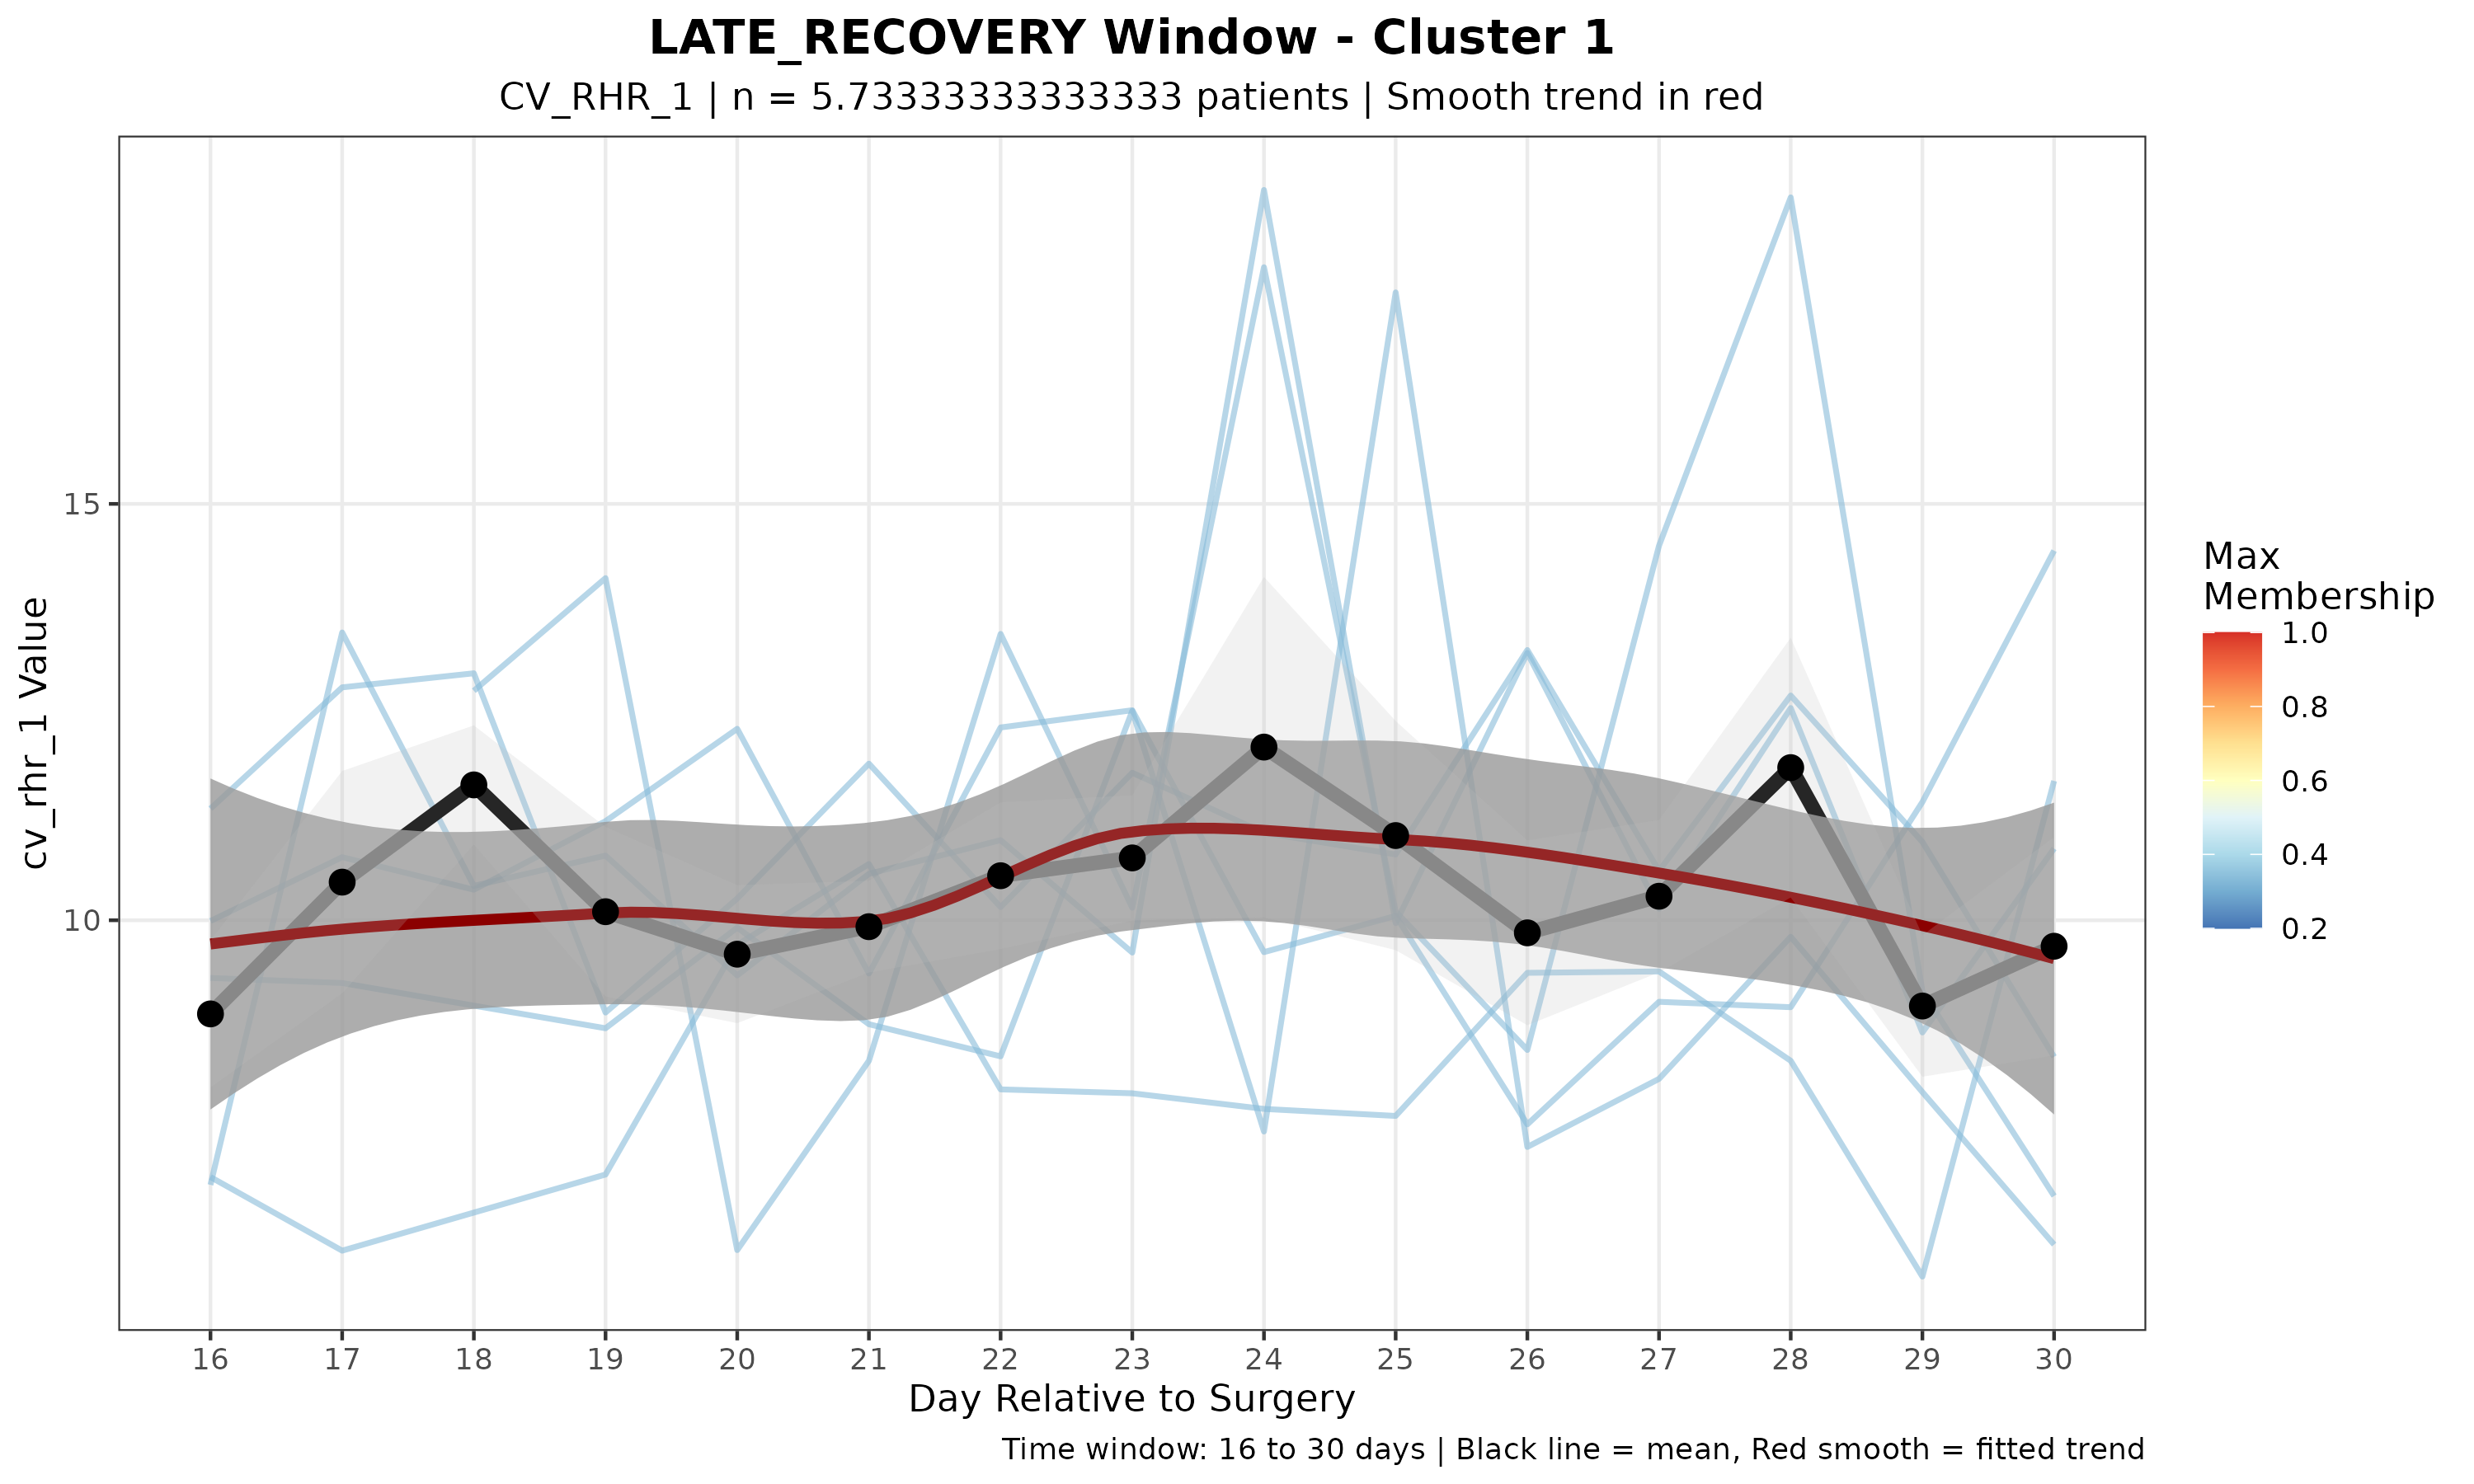 LATE_RECOVERY Window - Cluster 1
CV_RHR_1 | n = 5.73333333333333 patients | Smooth trend in red
cv_rhr_1 Value
15
10
16 17 18 19 20 21 22 23 24 25 26 27 28 29 30
Day Relative to Surgery
Time window: 16 to 30 days | Black line = mean, Red smooth = fitted trend
Max
Membership
1.0
0.8
0.6
0.4
0.2